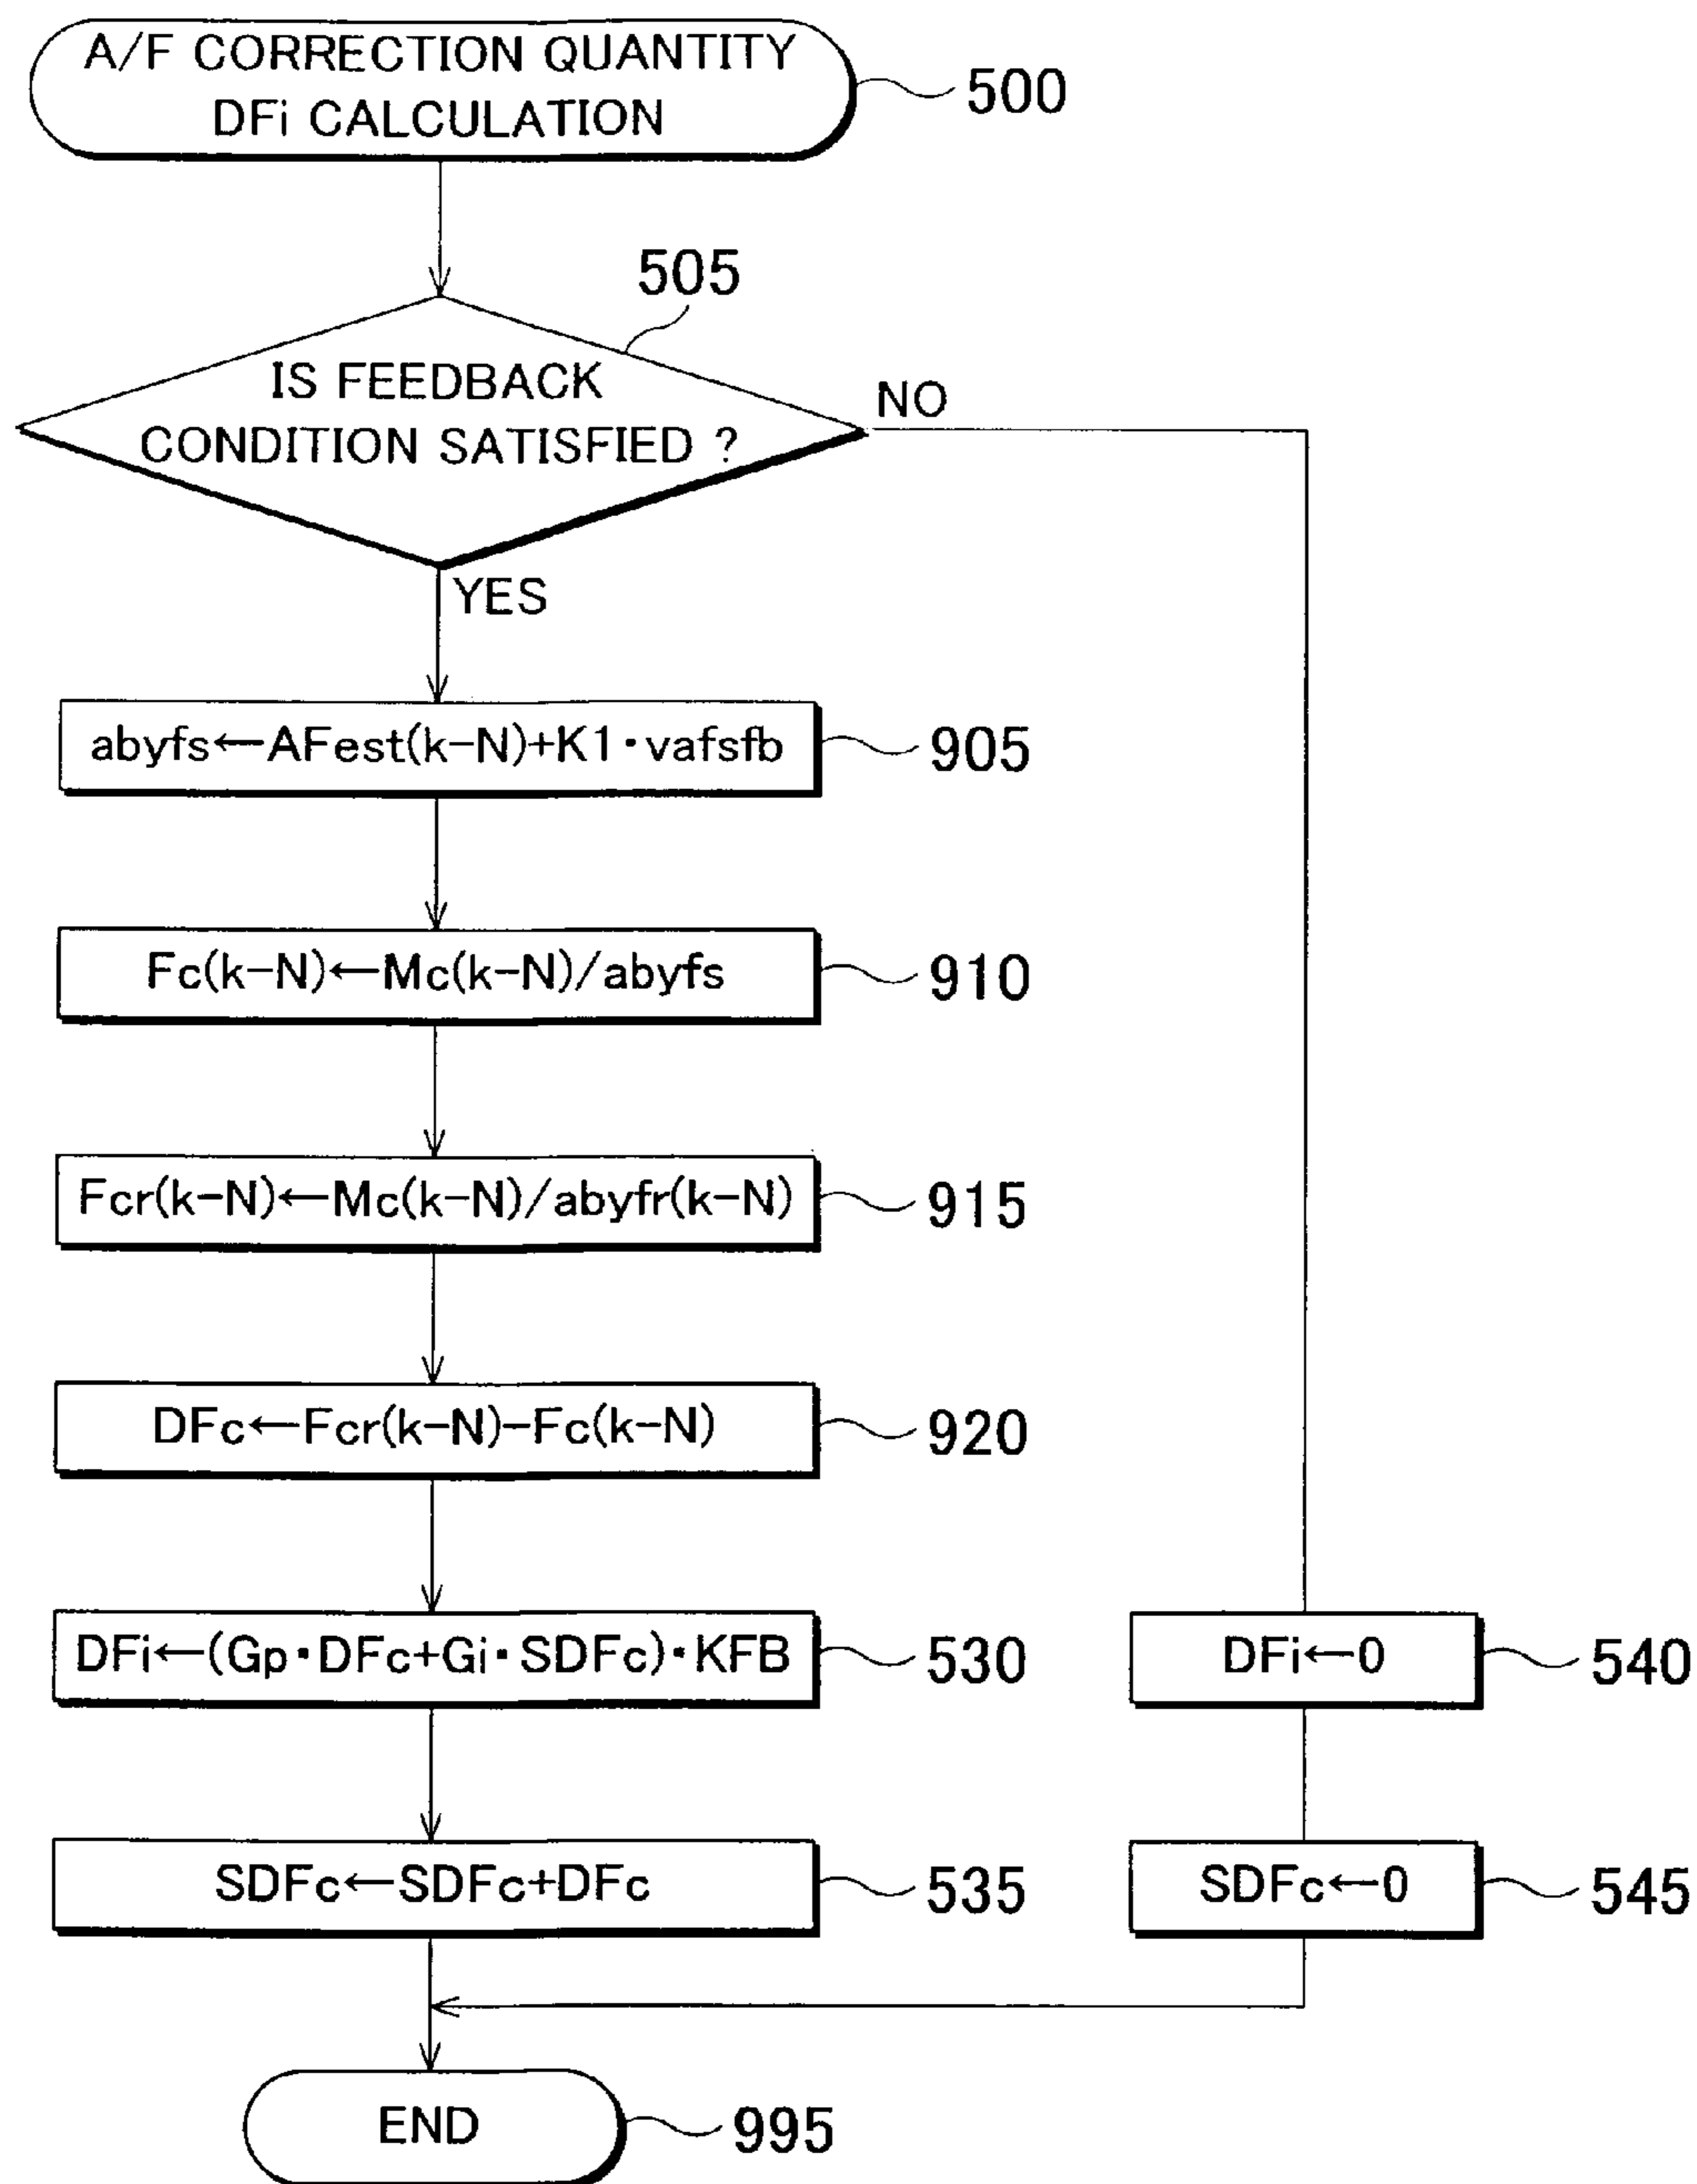 A/F CORRECTION QUANTITY
DFi CALCULATION
500
505
IS FEEDBACK
CONDITION SATISFIED ?
NO
YES
abyfs←AFest(k-N)+K1·vafsfb
905
Fc(k-N)←Mc(k-N)/abyfs
910
Fcr(k-N)←Mc(k-N)/abyfr(k-N)
915
DFc←Fcr(k-N)-Fc(k-N)
920
DFi←(Gp·DFc+Gi·SDFc)·KFB
530
DFi←0
540
SDFc←SDFc+DFc
535
SDFc←0
545
END
995